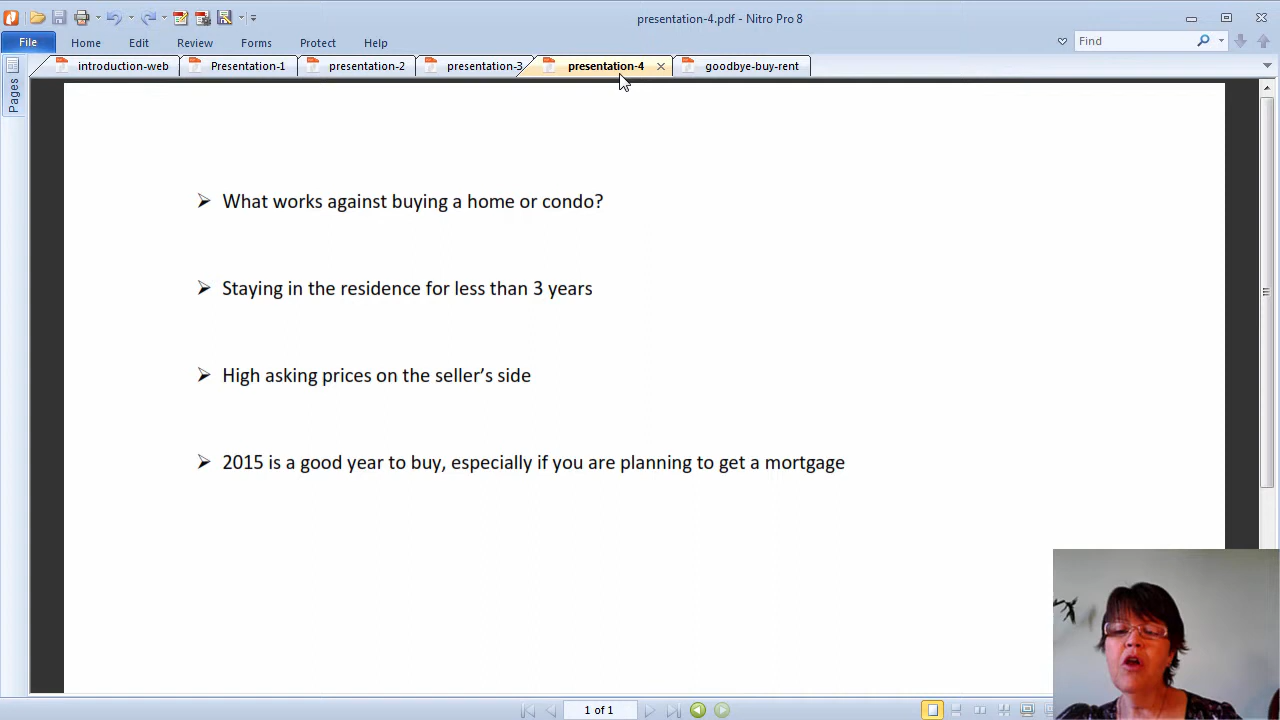 presentation-4.pdf - Nitro Pro 8
File Home Edit Review Forms Protect Help Find
introduction-web Presentation-1 presentation-2 presentation-3 presentation-4 goodbye-buy-rent
Pages
➢ What works against buying a home or condo?
➢ Staying in the residence for less than 3 years
➢ High asking prices on the seller’s side
➢ 2015 is a good year to buy, especially if you are planning to get a mortgage
1 of 1